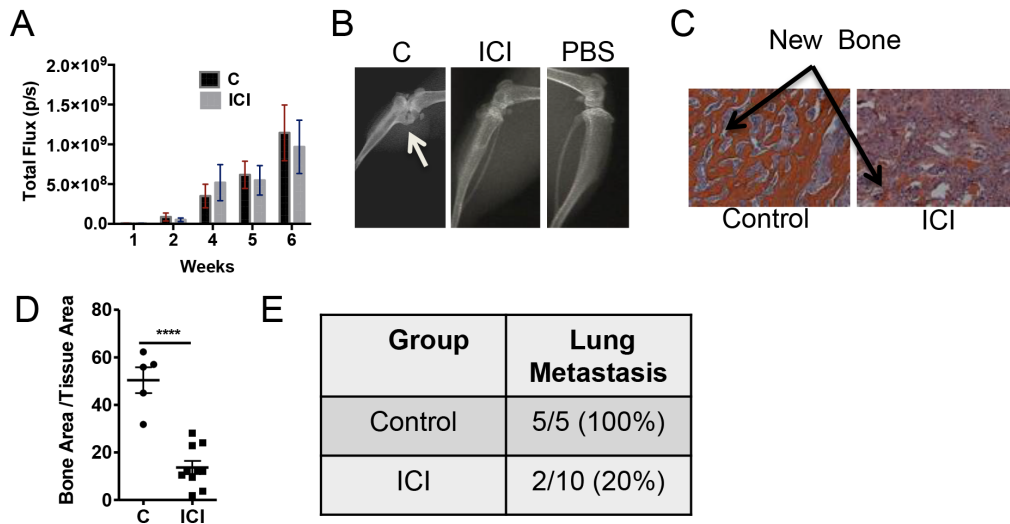 A
Total Flux (p/s)
2.0×10⁹
1.5×10⁹
1.0×10⁹
5.0×10⁸
0.0
C
ICI
1 2 4 5 6
Weeks
B
C ICI PBS
C
New Bone
Control ICI
D
Bone Area /Tissue Area
80
60
40
20
0
****
C ICI
E
Group Lung
Metastasis
Control 5/5 (100%)
ICI 2/10 (20%)